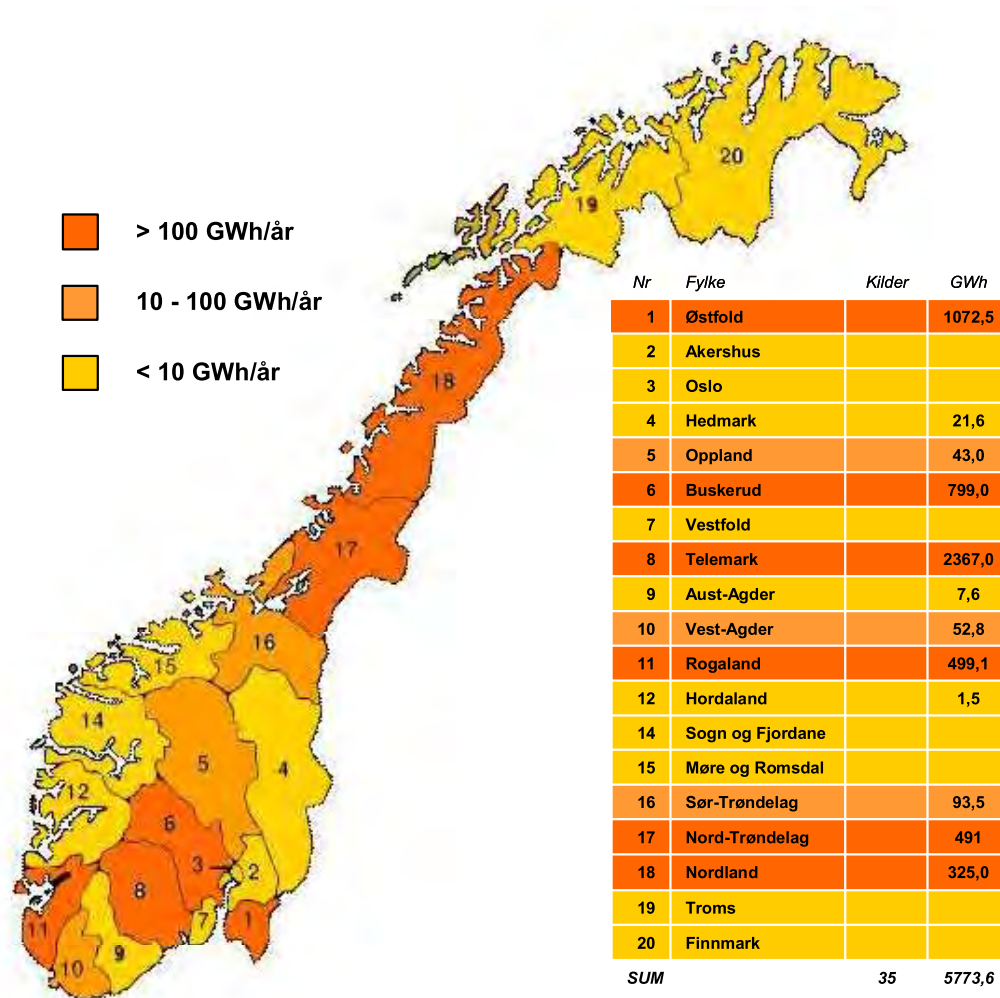 > 100 GWh/år
10 - 100 GWh/år
< 10 GWh/år
20
19
18
17
16
15
14
5
4
12
6
3
2
8
7
1
11
9
10
Nr Fylke Kilder GWh
1 Østfold 1072,5
2 Akershus
3 Oslo
4 Hedmark 21,6
5 Oppland 43,0
6 Buskerud 799,0
7 Vestfold
8 Telemark 2367,0
9 Aust-Agder 7,6
10 Vest-Agder 52,8
11 Rogaland 499,1
12 Hordaland 1,5
14 Sogn og Fjordane
15 Møre og Romsdal
16 Sør-Trøndelag 93,5
17 Nord-Trøndelag 491
18 Nordland 325,0
19 Troms
20 Finnmark
SUM 35 5773,6